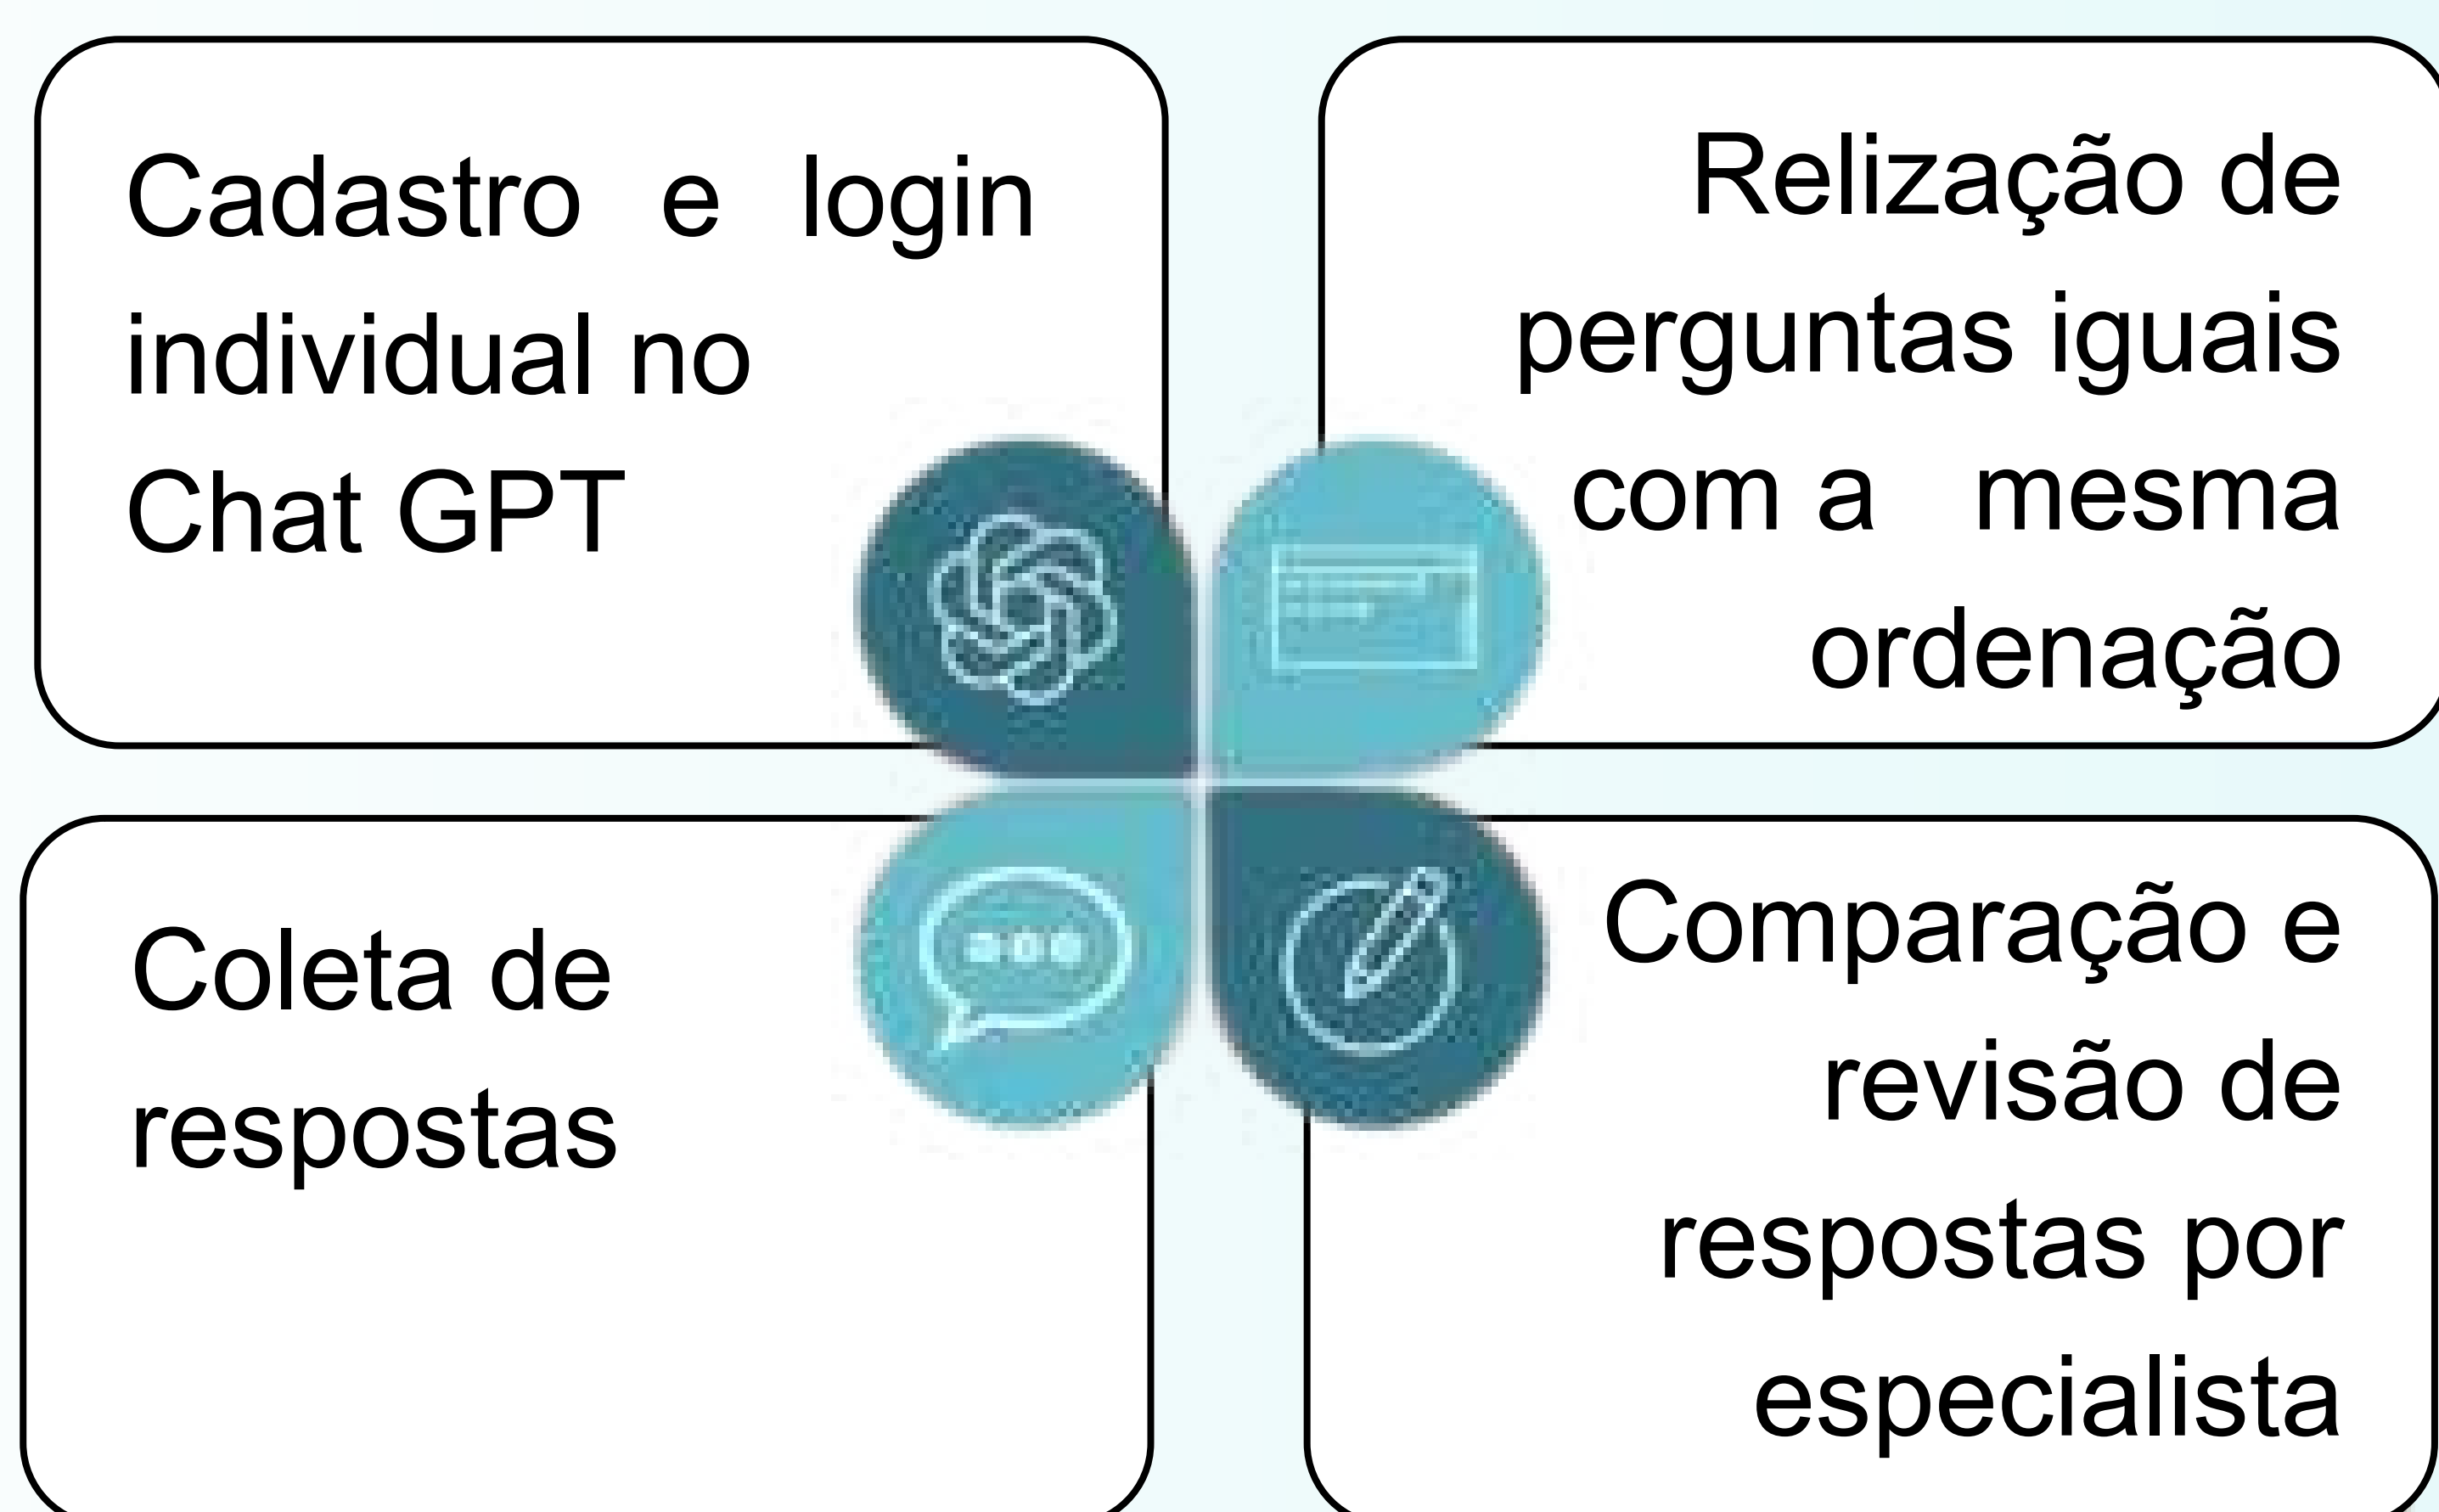 Cadastro e login
individual no
Chat GPT
Relização de
perguntas iguais
com a mesma
ordenação
Coleta de
respostas
Comparação e
revisão de
respostas por
especialista